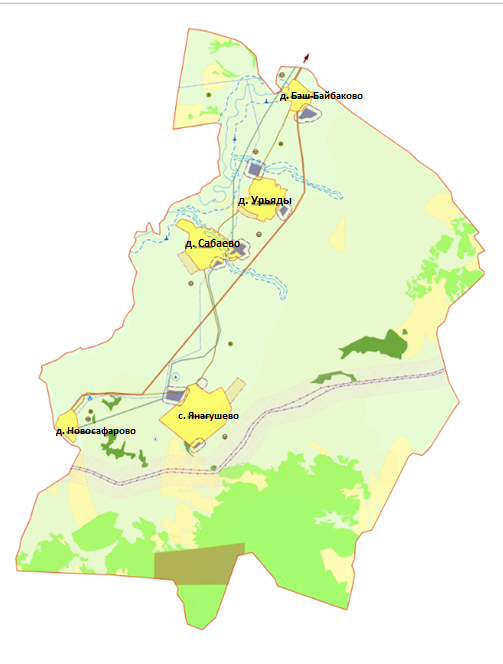 д. Баш-Байбаково
д. Урьяды
д. Сабаево
с. Янагушево
д. Новосафарово